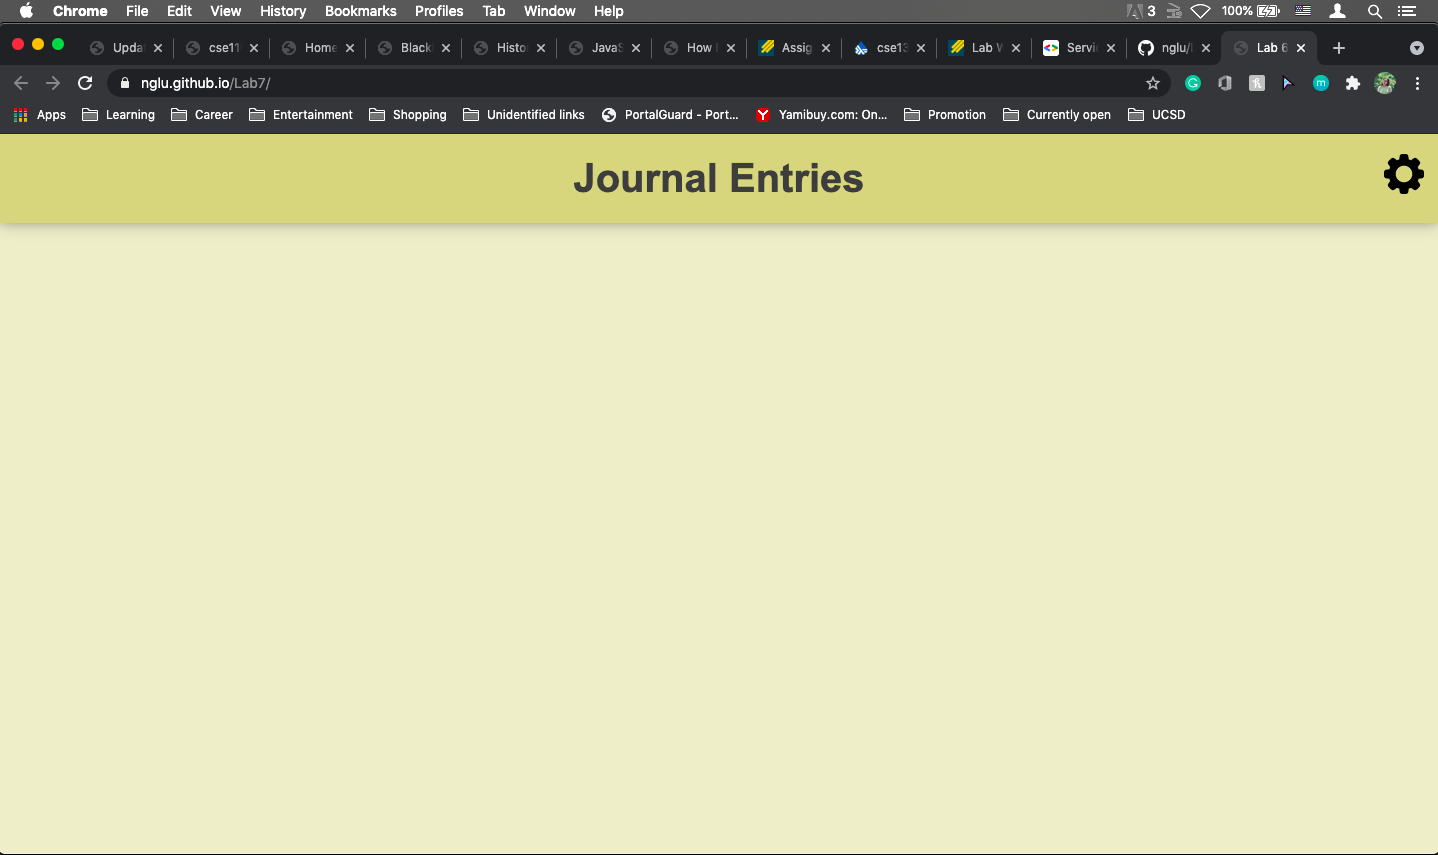 Chrome File Edit View History Bookmarks Profiles Tab Window Help 3 100%
Updat cse11 Home Black Histor JavaS How Assig cse13 Lab W Servi nglu/ Lab 6
nglu.github.io/Lab7/
Apps Learning Career Entertainment Shopping Unidentified links PortalGuard - Port... Yamibuy.com: On... Promotion Currently open UCSD
Journal Entries